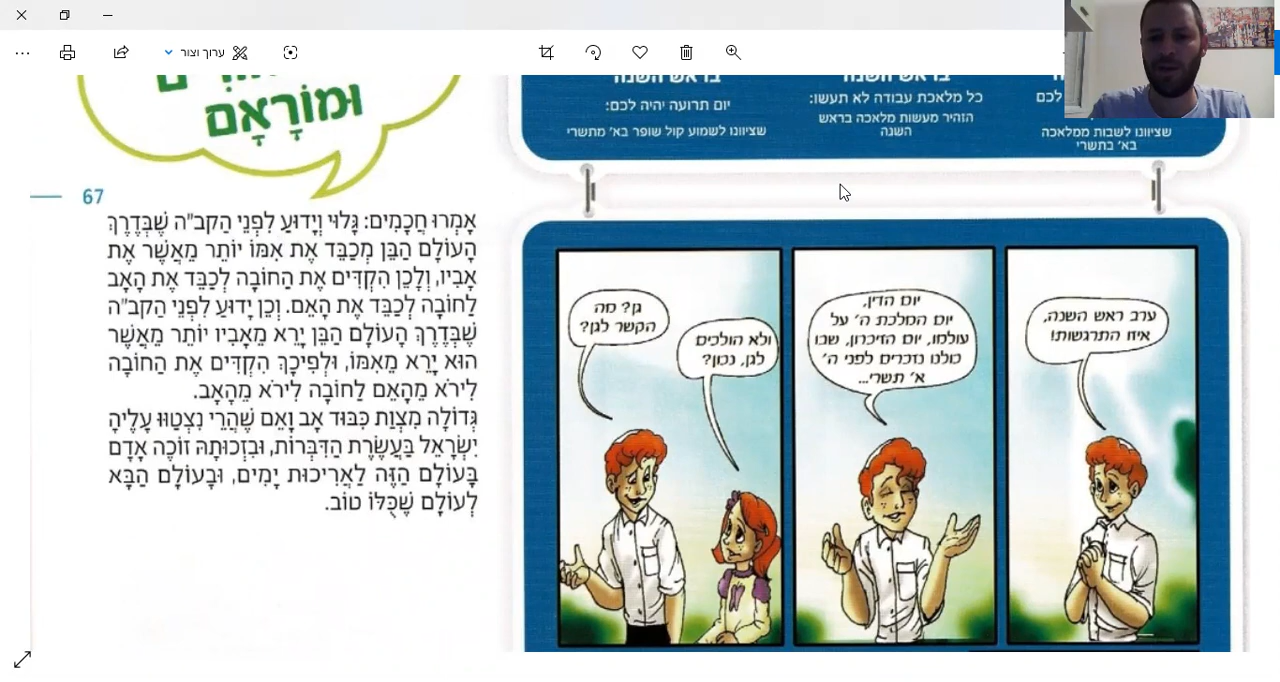 ערוך וצור
בראש השנה
כל מלאכת עבודה לא תעשו:
הזהיר מעשות מלאכה בראש
השנה
בראש השנה
יום תרועה יהיה לכם:
שציוונו לשמוע קול שופר בא' מתשרי
לכם
שציוונו לשבות ממלאכה
בא' בתשרי
וּמוֹרָאָם
67
אָמְרוּ חֲכָמִים: גָּלוּי וְיָדוּעַ לִפְנֵי הַקב"ה שֶׁבְּדֶרֶךְ
הָעוֹלָם הַבֵּן מְכַבֵּד אֶת אִמּוֹ יוֹתֵר מֵאֲשֶׁר אֶת
אָבִיו, וְלָכֵן הִקְדִּים אֶת הַחוֹבָה לְכַבֵּד אֶת הָאָב
לַחוֹבָה לְכַבֵּד אֶת הָאֵם. וְכֵן יָדוּעַ לִפְנֵי הַקב"ה
שֶׁבְּדֶרֶךְ הָעוֹלָם הַבֵּן יָרֵא מֵאָבִיו יוֹתֵר מֵאֲשֶׁר
הוּא יָרֵא מֵאִמּוֹ, וּלְפִיכָךְ הִקְדִּים אֶת הַחוֹבָה
לִירֹא מֵהָאֵם לַחוֹבָה לִירֹא מֵהָאָב.
גְּדוֹלָה מִצְוַת כִּבּוּד אָב וָאֵם שֶׁהֲרֵי נִצְטַוּוּ עָלֶיהָ
יִשְׂרָאֵל בַּעֲשֶׂרֶת הַדִּבְּרוֹת, וּבִזְכוּתָהּ זוֹכֶה אָדָם
בָּעוֹלָם הַזֶּה לַאֲרִיכוּת יָמִים, וּבָעוֹלָם הַבָּא
לְעוֹלָם שֶׁכֻּלּוֹ טוֹב.
ערב ראש השנה,
איזו התרגשות!
יום הדין,
יום המלכת ה' על
עולמו, יום הזיכרון, שבו
כולנו נזכרים לפני ה'
א' תשרי...
ולא הולכים
לגן, נכון?
גן? מה
הקשר לגן?